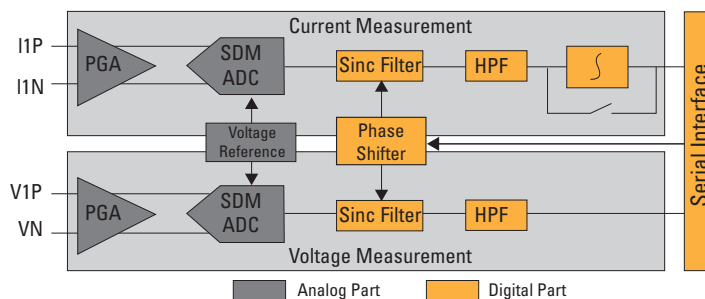 Current Measurement
I1P
I1N
PGA
SDM
ADC
Sinc Filter
HPF
∫
Voltage
Reference
Phase
Shifter
Serial Interface
V1P
VN
PGA
SDM
ADC
Sinc Filter
HPF
Voltage Measurement
Analog Part
Digital Part